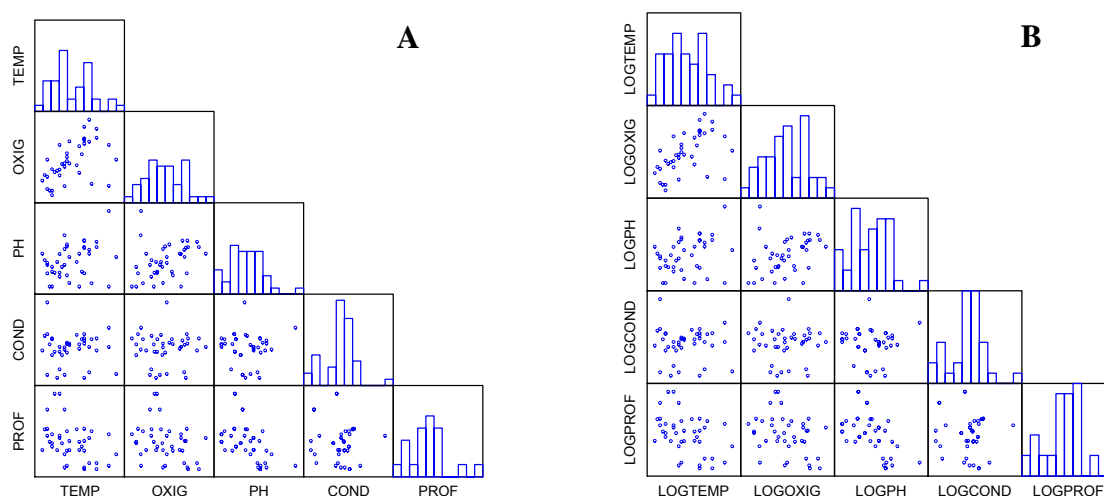 A
TEMP
OXIG
PH
COND
PROF
TEMP OXIG PH COND PROF
B
LOGTEMP
LOGOXIG
LOGPH
LOGCOND
LOGPROF
LOGTEMP LOGOXIG LOGPH LOGCOND LOGPROF